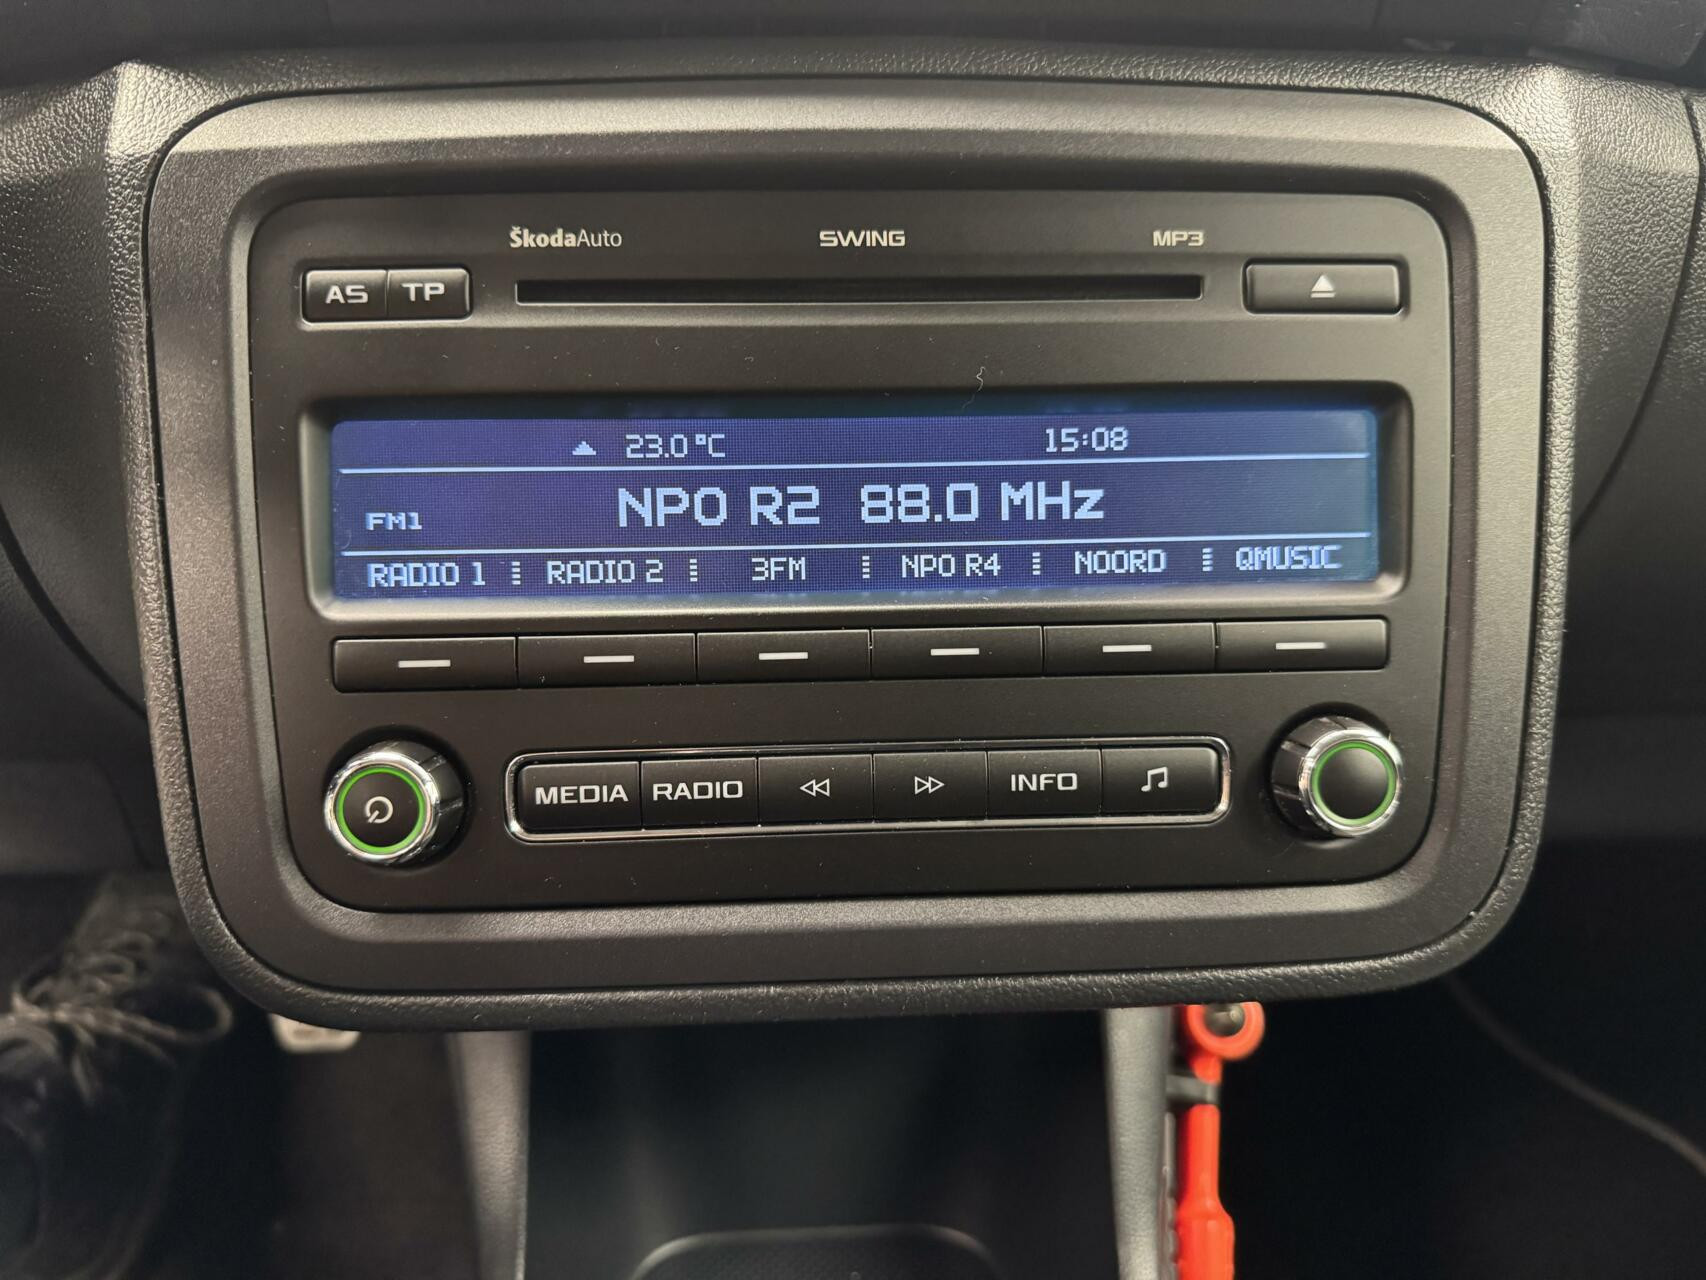 ŠkodaAuto SWING MP3
AS TP
23.0 °C 15:08
FM1 NPO R2 88.0 MHz
RADIO 1 RADIO 2 3FM NPO R4 NOORD QMUSIC
MEDIA RADIO INFO